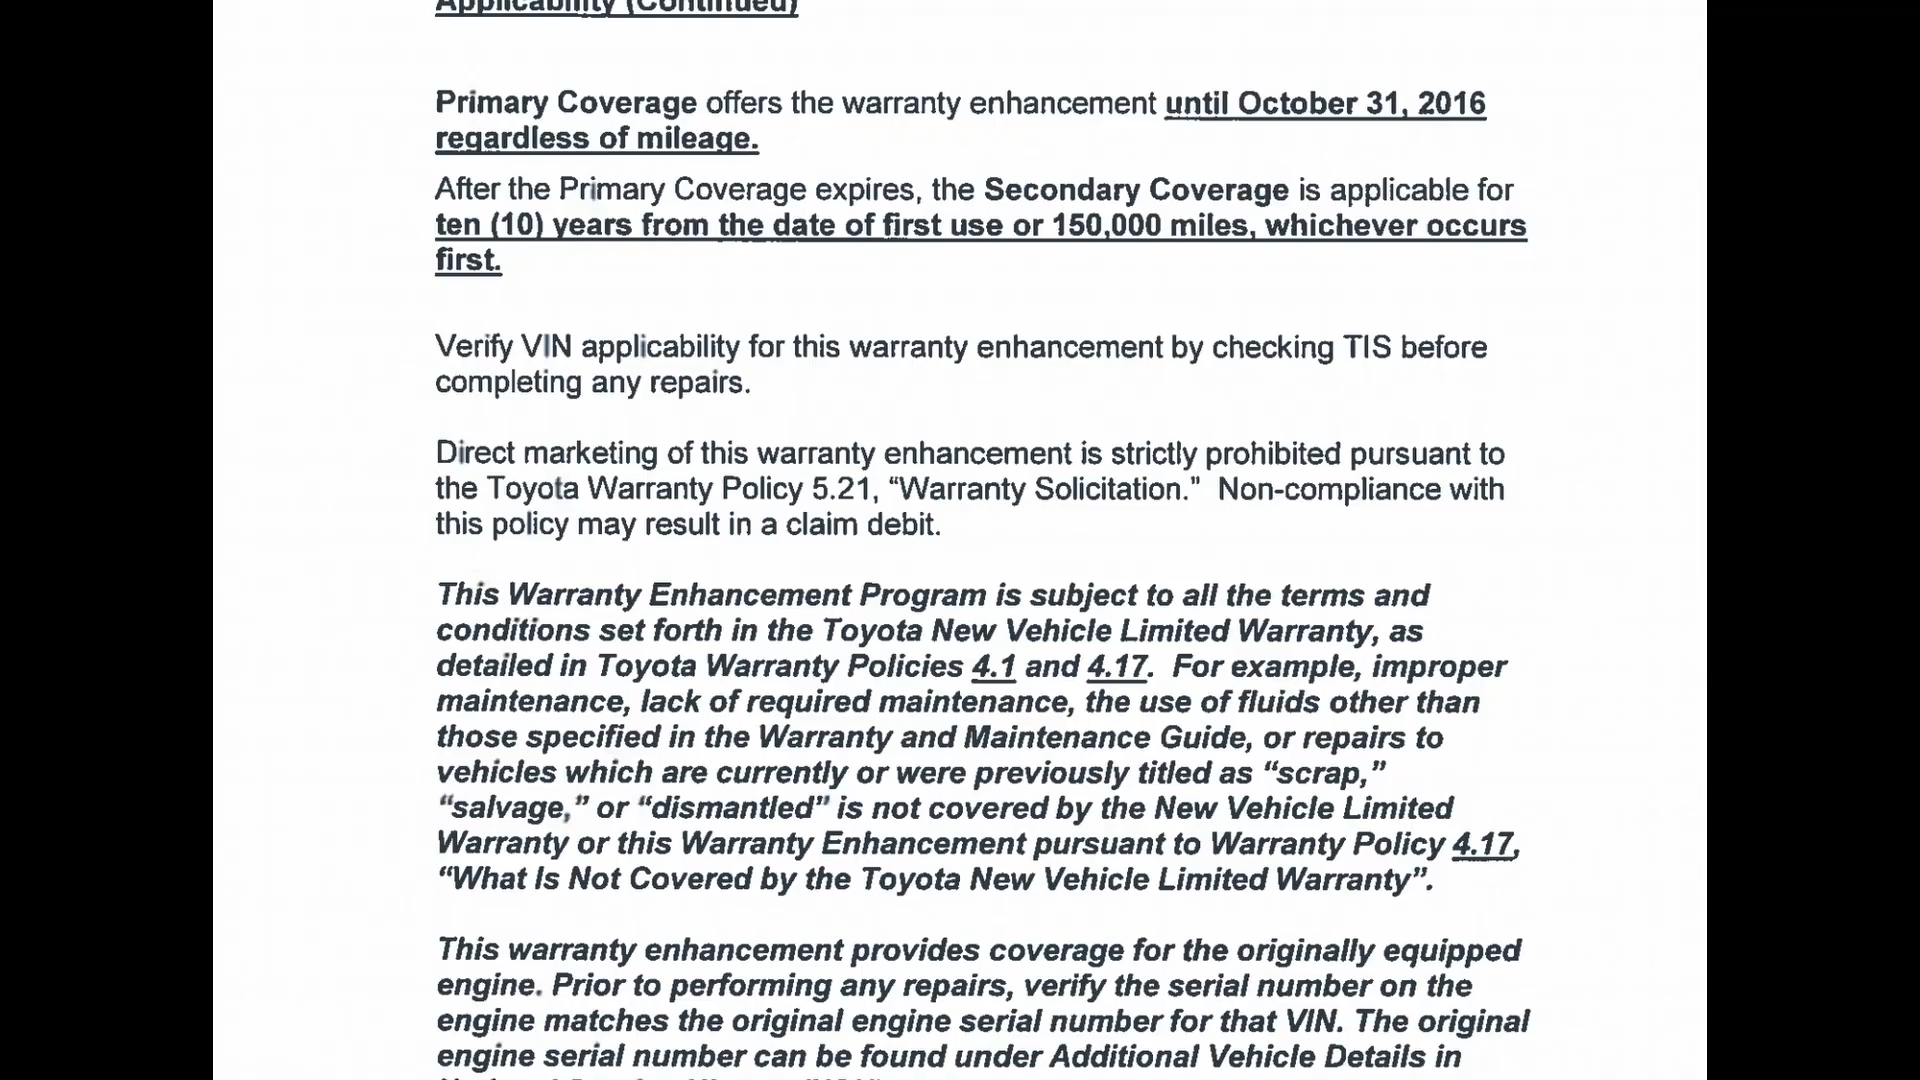 Applicability (Continued)
Primary Coverage offers the warranty enhancement until October 31, 2016
regardless of mileage.
After the Primary Coverage expires, the Secondary Coverage is applicable for
ten (10) years from the date of first use or 150,000 miles, whichever occurs
first.
Verify VIN applicability for this warranty enhancement by checking TIS before
completing any repairs.
Direct marketing of this warranty enhancement is strictly prohibited pursuant to
the Toyota Warranty Policy 5.21, “Warranty Solicitation.” Non-compliance with
this policy may result in a claim debit.
This Warranty Enhancement Program is subject to all the terms and
conditions set forth in the Toyota New Vehicle Limited Warranty, as
detailed in Toyota Warranty Policies 4.1 and 4.17. For example, improper
maintenance, lack of required maintenance, the use of fluids other than
those specified in the Warranty and Maintenance Guide, or repairs to
vehicles which are currently or were previously titled as “scrap,”
“salvage,” or “dismantled” is not covered by the New Vehicle Limited
Warranty or this Warranty Enhancement pursuant to Warranty Policy 4.17,
“What Is Not Covered by the Toyota New Vehicle Limited Warranty”.
This warranty enhancement provides coverage for the originally equipped
engine. Prior to performing any repairs, verify the serial number on the
engine matches the original engine serial number for that VIN. The original
engine serial number can be found under Additional Vehicle Details in